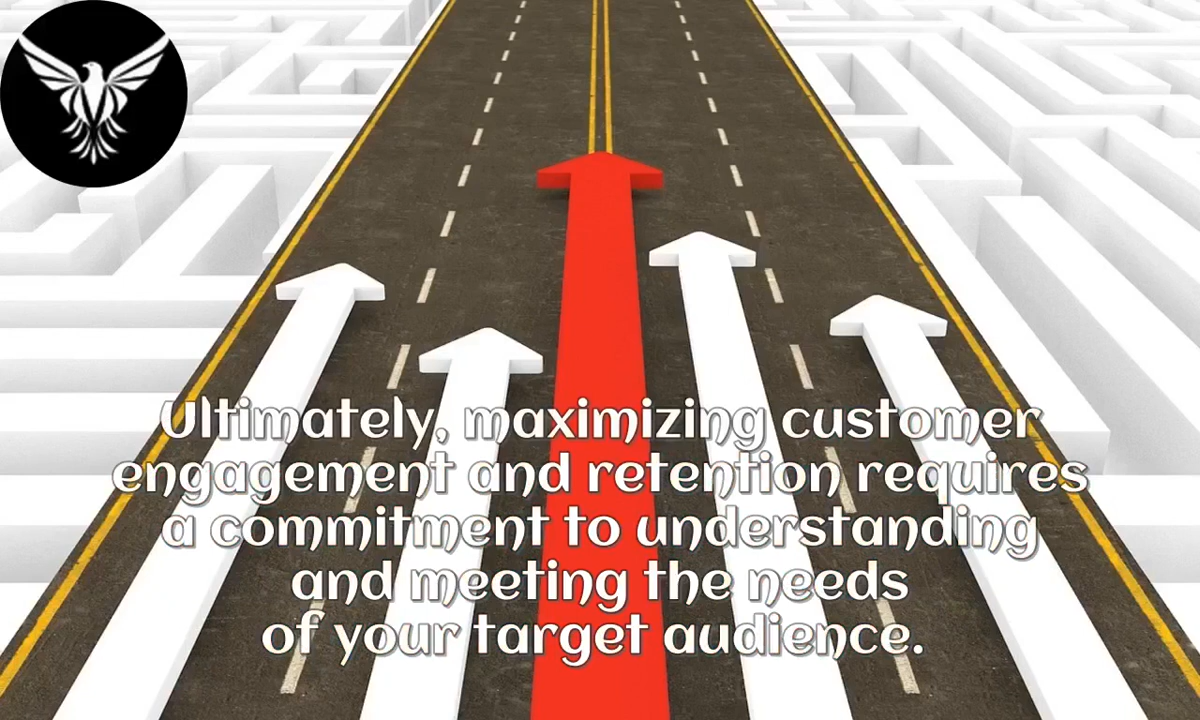 Ultimately, maximizing customer
engagement and retention requires
a commitment to understanding
and meeting the needs
of your target audience.